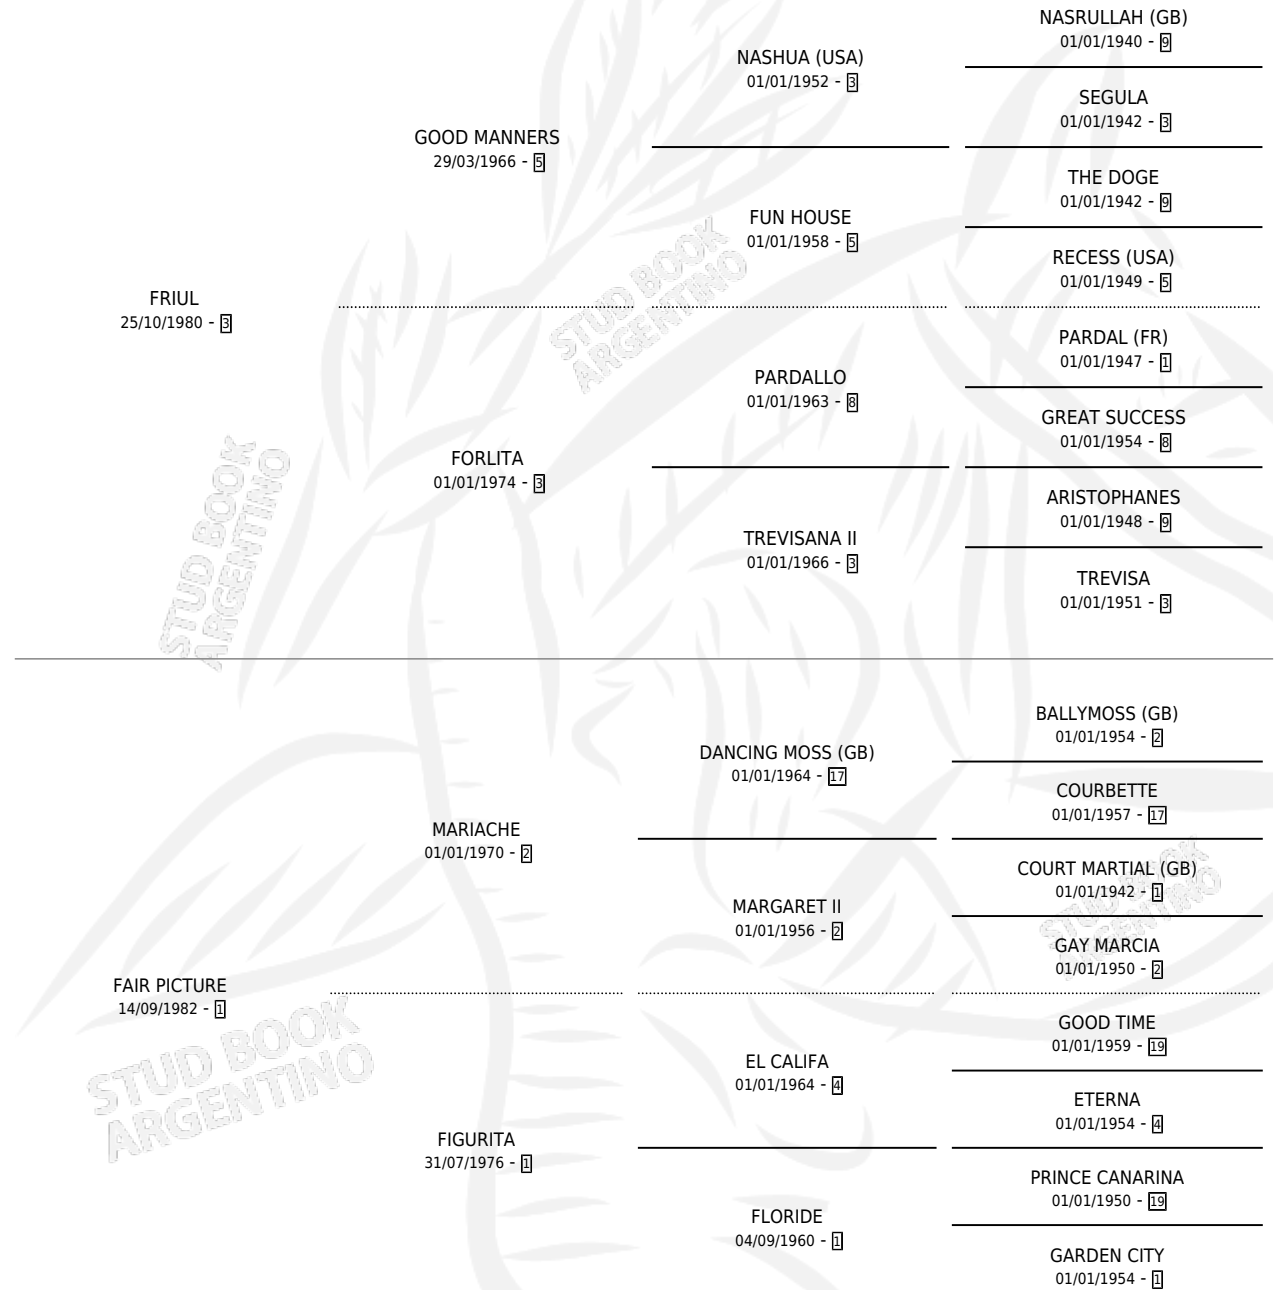 NASRULLAH (GB)
01/01/1940 - 9
NASHUA (USA)
01/01/1952 - 3
SEGULA
01/01/1942 - 3
GOOD MANNERS
29/03/1966 - 5
THE DOGE
01/01/1942 - 9
FUN HOUSE
01/01/1958 - 5
RECESS (USA)
01/01/1949 - 5
FRIUL
25/10/1980 - 3
PARDAL (FR)
01/01/1947 - 1
PARDALLO
01/01/1963 - 8
GREAT SUCCESS
01/01/1954 - 8
FORLITA
01/01/1974 - 3
ARISTOPHANES
01/01/1948 - 9
TREVISANA II
01/01/1966 - 3
TREVISA
01/01/1951 - 3
BALLYMOSS (GB)
01/01/1954 - 2
DANCING MOSS (GB)
01/01/1964 - 17
COURBETTE
01/01/1957 - 17
MARIACHE
01/01/1970 - 2
COURT MARTIAL (GB)
01/01/1942 - 1
MARGARET II
01/01/1956 - 2
GAY MARCIA
01/01/1950 - 2
FAIR PICTURE
14/09/1982 - 1
GOOD TIME
01/01/1959 - 19
EL CALIFA
01/01/1964 - 4
ETERNA
01/01/1954 - 4
FIGURITA
31/07/1976 - 1
PRINCE CANARINA
01/01/1950 - 19
FLORIDE
04/09/1960 - 1
GARDEN CITY
01/01/1954 - 1
STUD BOOK
ARGENTINO
STUD BOOK
ARGENTINO
STUD BOOK
ARGENTINO
STUD BOOK
ARGENTINO